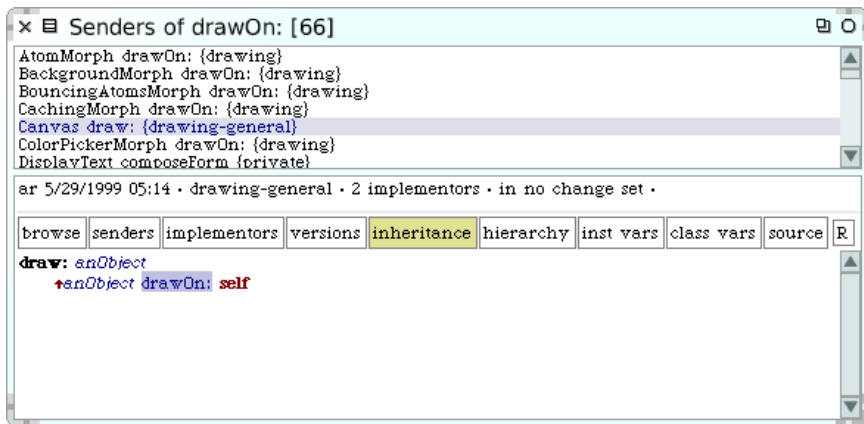 Senders of drawOn: [66]
AtomMorph drawOn: {drawing}
BackgroundMorph drawOn: {drawing}
BouncingAtomsMorph drawOn: {drawing}
CachingMorph drawOn: {drawing}
Canvas draw: {drawing-general}
ColorPickerMorph drawOn: {drawing}
DisplayText composeForm {private}
ar 5/29/1999 05:14 · drawing-general · 2 implementors · in no change set ·
browse senders implementors versions inheritance hierarchy inst vars class vars source R
draw: anObject
↑anObject drawOn: self